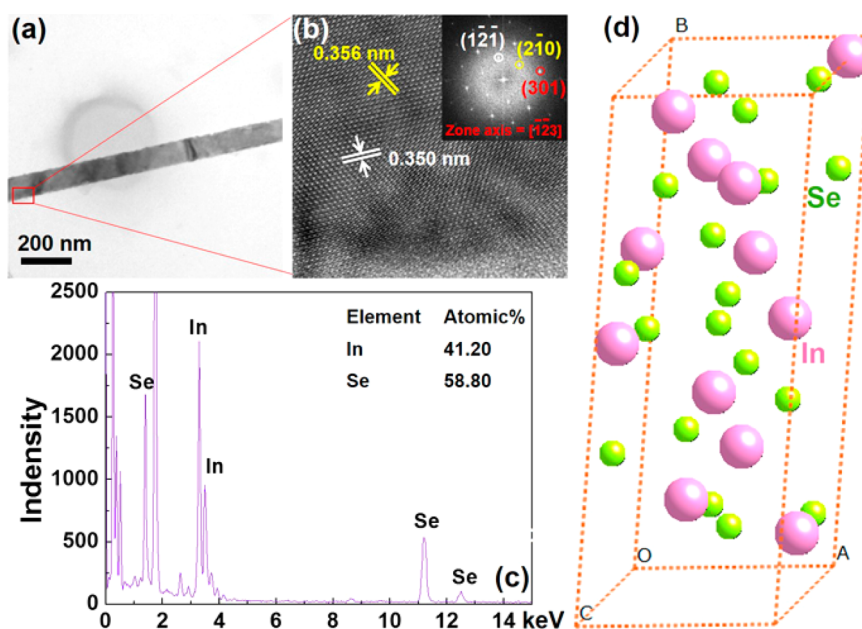 (a)
200 nm
(b)
0.356 nm
0.350 nm
(12̄1̄)
(21̄0)
(301)
Zone axis = [1̄2̄3]
(c)
Indensity
2500
2000
1500
1000
500
0
Element Atomic%
In 41.20
Se 58.80
Se
In
In
Se
Se
0 2 4 6 8 10 12 14 keV
(d)
B
Se
In
O
A
C